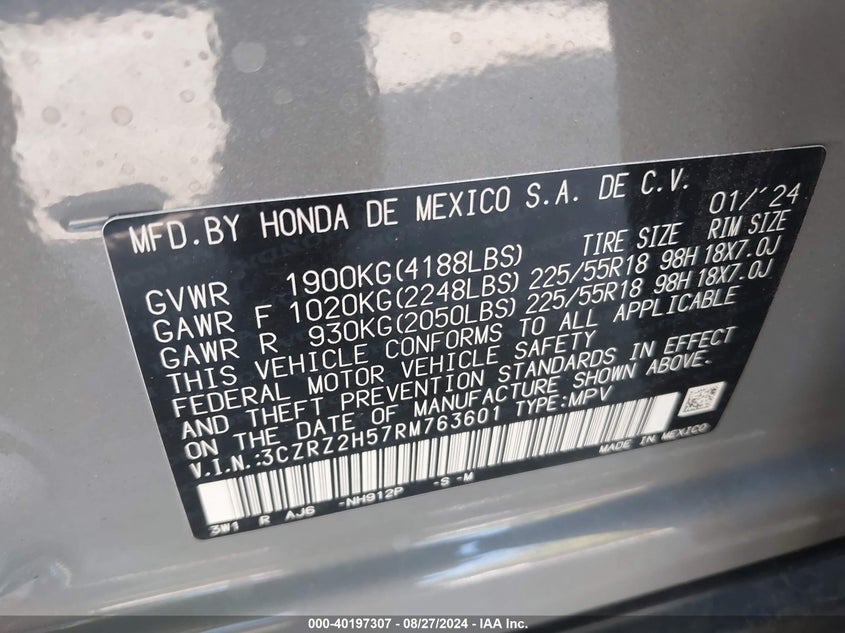 MFD.BY HONDA DE MEXICO S.A. DE C.V. 01/'24
TIRE SIZE RIM SIZE
GVWR 1900KG(4188LBS)
GAWR F 1020KG(2248LBS) 225/55R18 98H 18X7.0J
GAWR R 930KG(2050LBS) 225/55R18 98H 18X7.0J
THIS VEHICLE CONFORMS TO ALL APPLICABLE
FEDERAL MOTOR VEHICLE SAFETY
AND THEFT PREVENTION STANDARDS IN EFFECT
ON THE DATE OF MANUFACTURE SHOWN ABOVE.
V.I.N.:3CZRZ2H57RM763601 TYPE:MPV
3W1 R AJ6 -NH912P -S -M MADE IN MEXICO
000-40197307 - 08/27/2024 - IAA Inc.